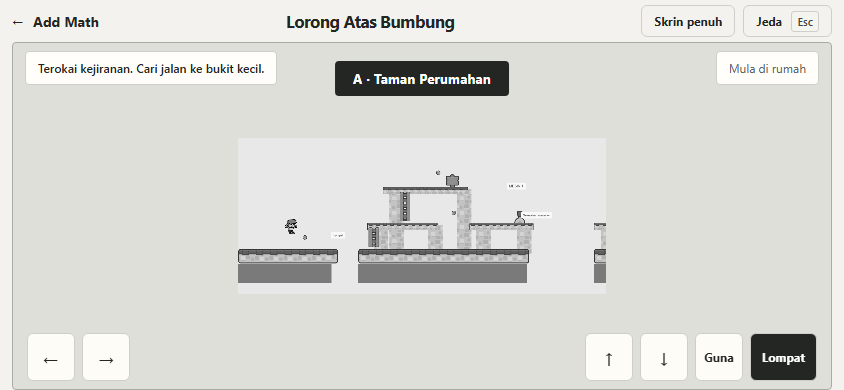 ← Add Math
Lorong Atas Bumbung
Skrin penuh
Jeda Esc
Terokai kejiranan. Cari jalan ke bukit kecil.
A · Taman Perumahan
Mula di rumah
← → ↑ ↓ Guna Lompat